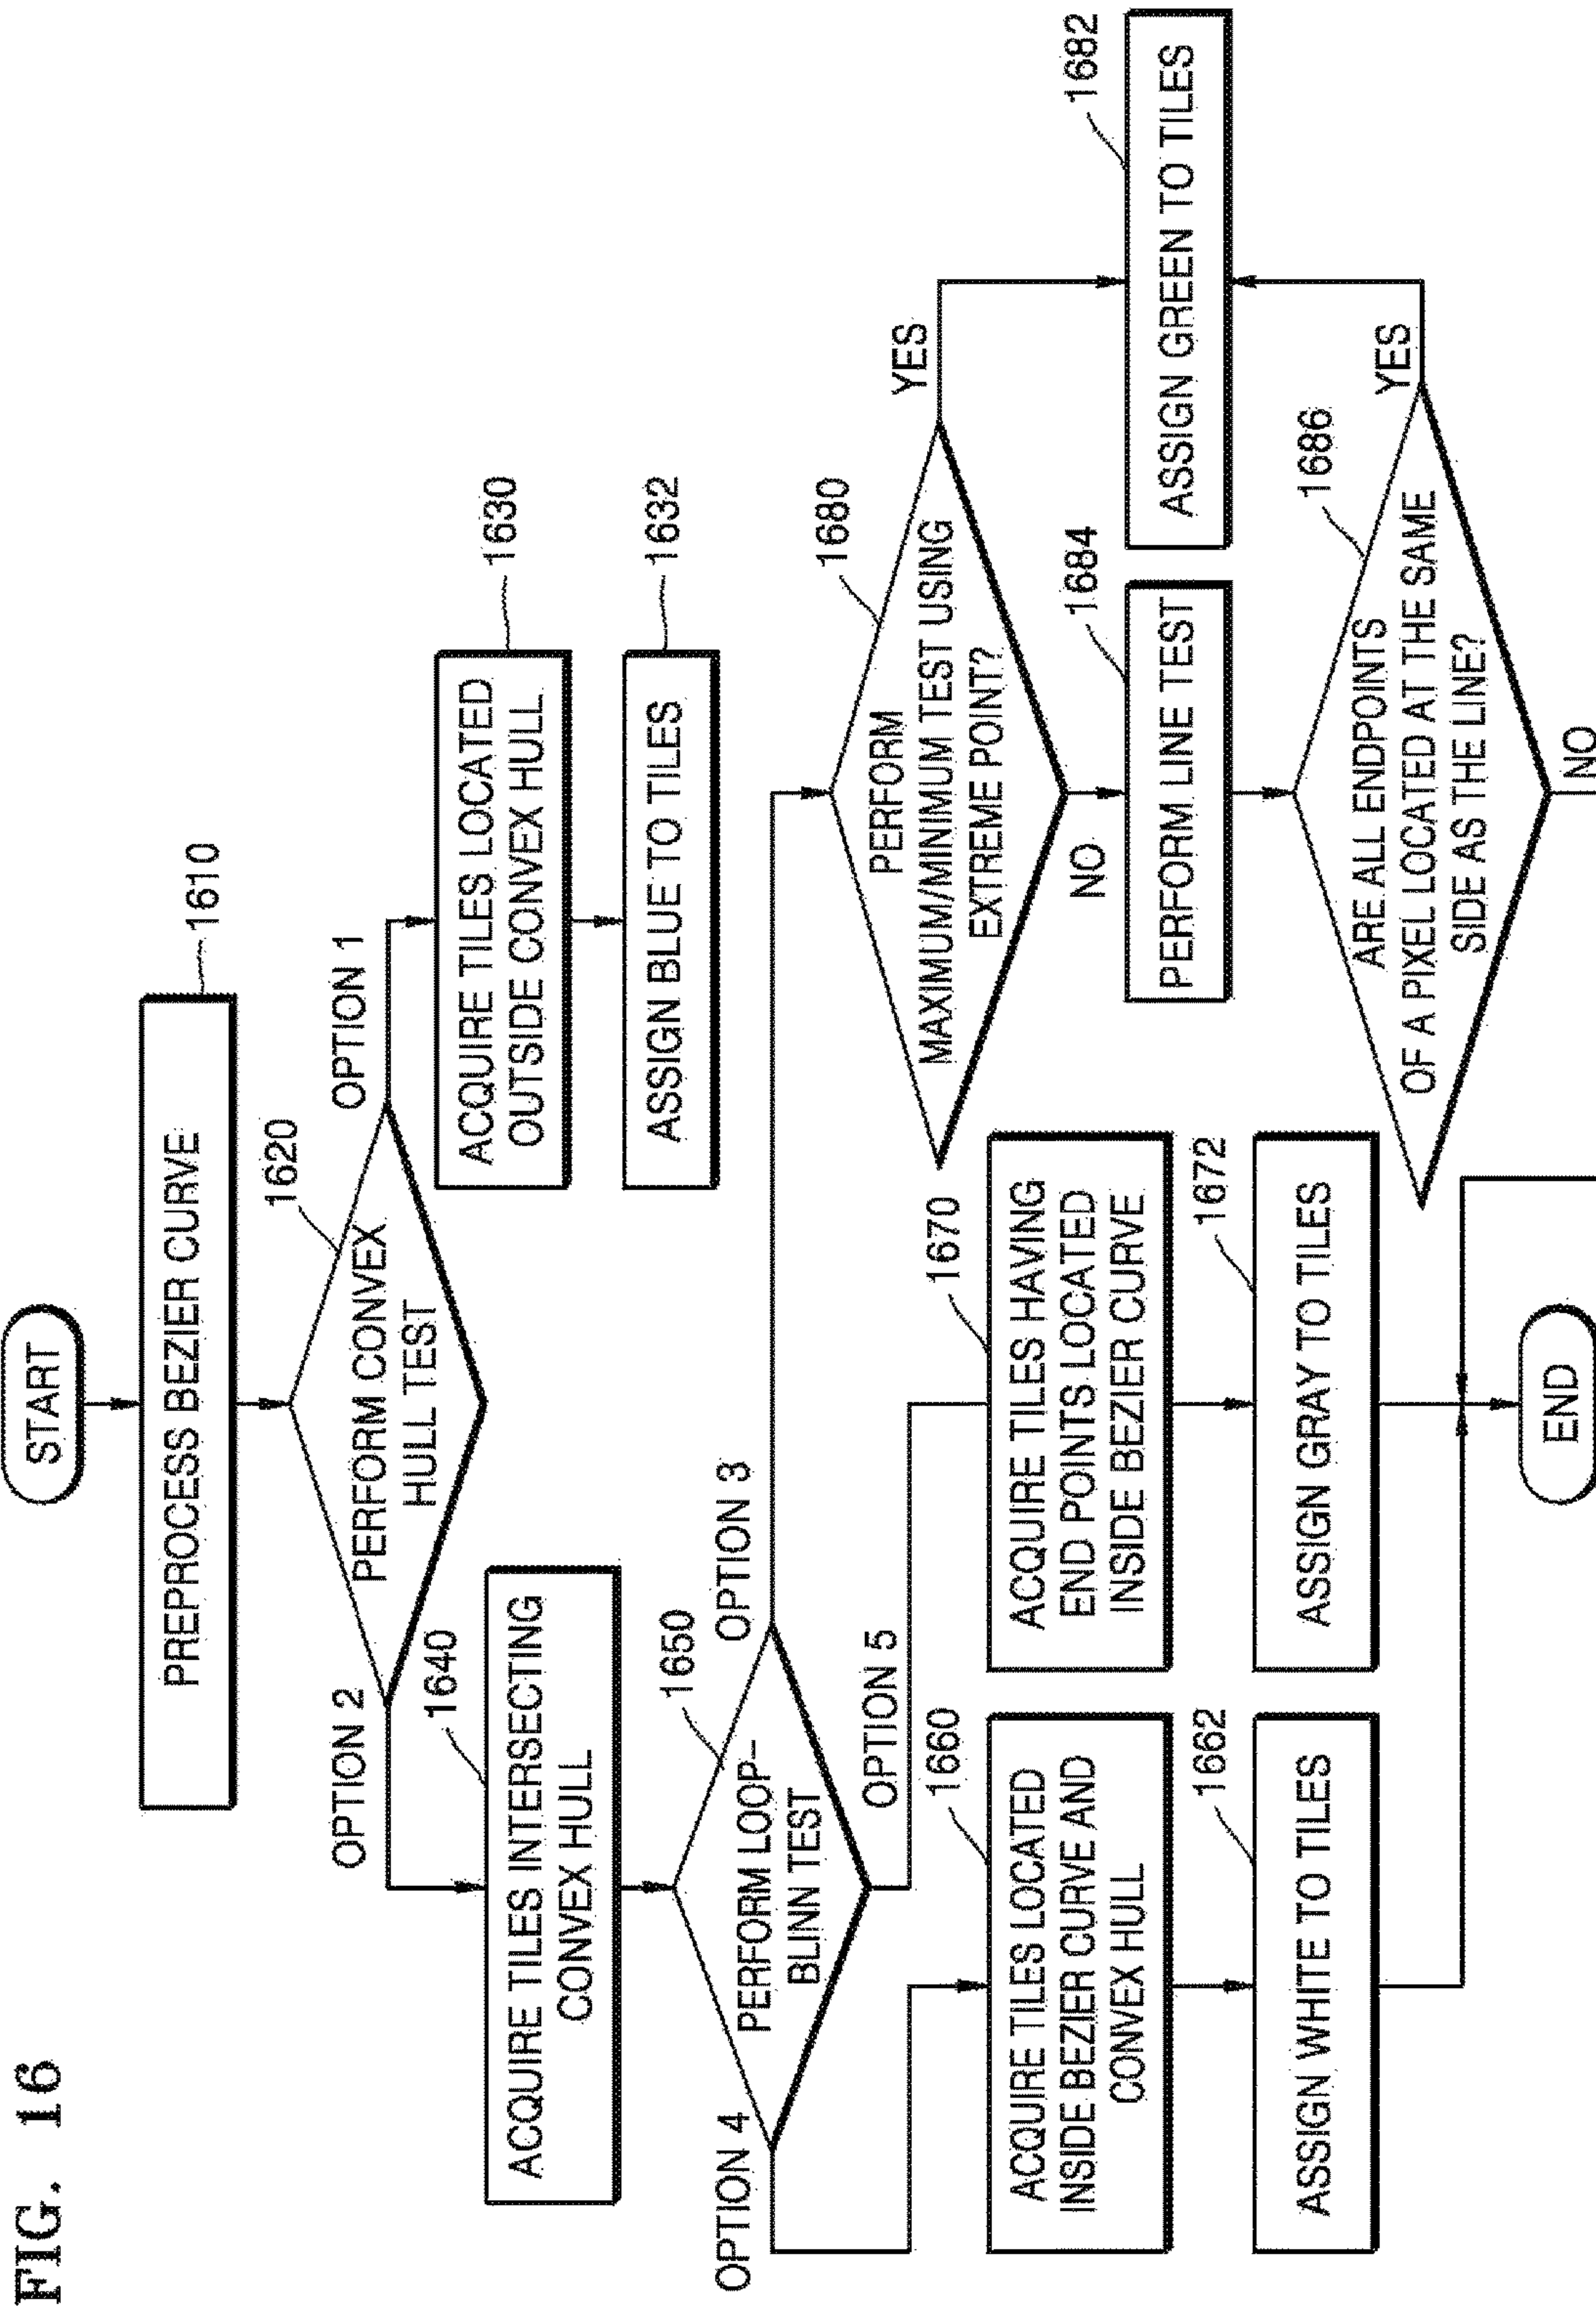 FIG. 16
START
PREPROCESS BEZIER CURVE
1610
PERFORM CONVEX
HULL TEST
1620
OPTION 1
OPTION 2
ACQUIRE TILES LOCATED
OUTSIDE CONVEX HULL
1630
ASSIGN BLUE TO TILES
1632
1640
ACQUIRE TILES INTERSECTING
CONVEX HULL
1650
PERFORM LOOP-
BLINN TEST
OPTION 3
OPTION 4
OPTION 5
1660
ACQUIRE TILES LOCATED
INSIDE BEZIER CURVE AND
CONVEX HULL
1662
ASSIGN WHITE TO TILES
1670
ACQUIRE TILES HAVING
END POINTS LOCATED
INSIDE BEZIER CURVE
1672
ASSIGN GRAY TO TILES
1680
PERFORM
MAXIMUM/MINIMUM TEST USING
EXTREME POINT?
YES
NO
1682
ASSIGN GREEN TO TILES
1684
PERFORM LINE TEST
1686
ARE ALL ENDPOINTS
OF A PIXEL LOCATED AT THE SAME
SIDE AS THE LINE?
YES
NO
END